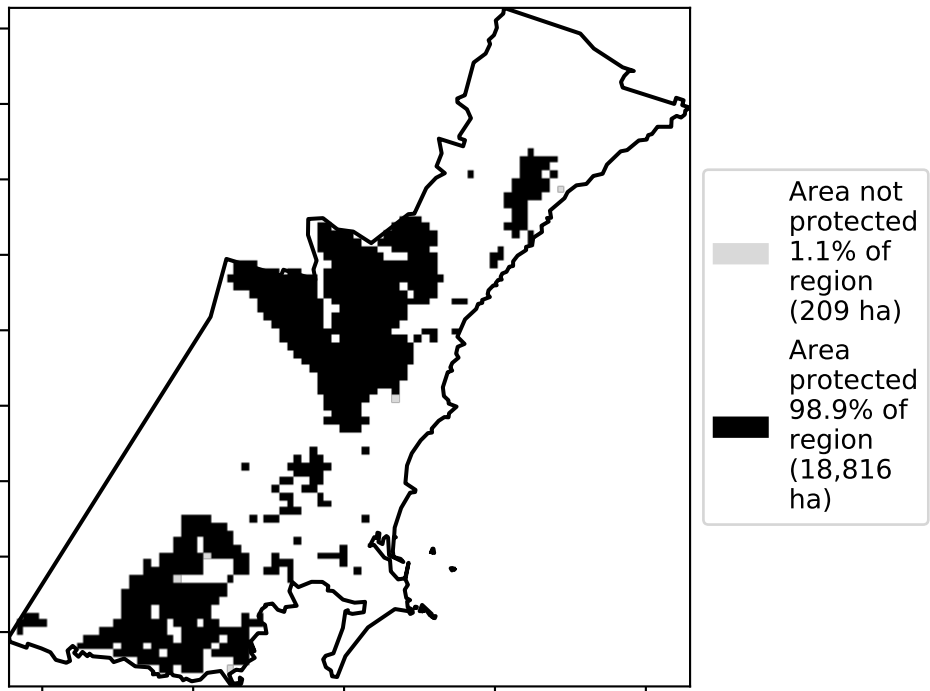 Area not
protected
1.1% of
region
(209 ha)
Area
protected
98.9% of
region
(18,816
ha)